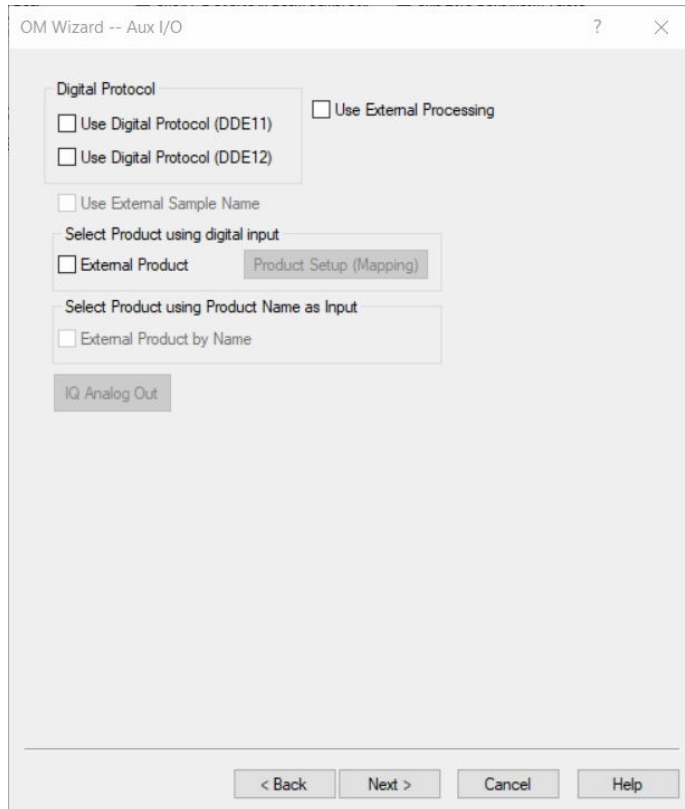 OM Wizard -- Aux I/O
?
Digital Protocol
Use Digital Protocol (DDE11)
Use External Processing
Use Digital Protocol (DDE12)
Use External Sample Name
Select Product using digital input
External Product
Product Setup (Mapping)
Select Product using Product Name as Input
External Product by Name
IQ Analog Out
< Back
Next >
Cancel
Help